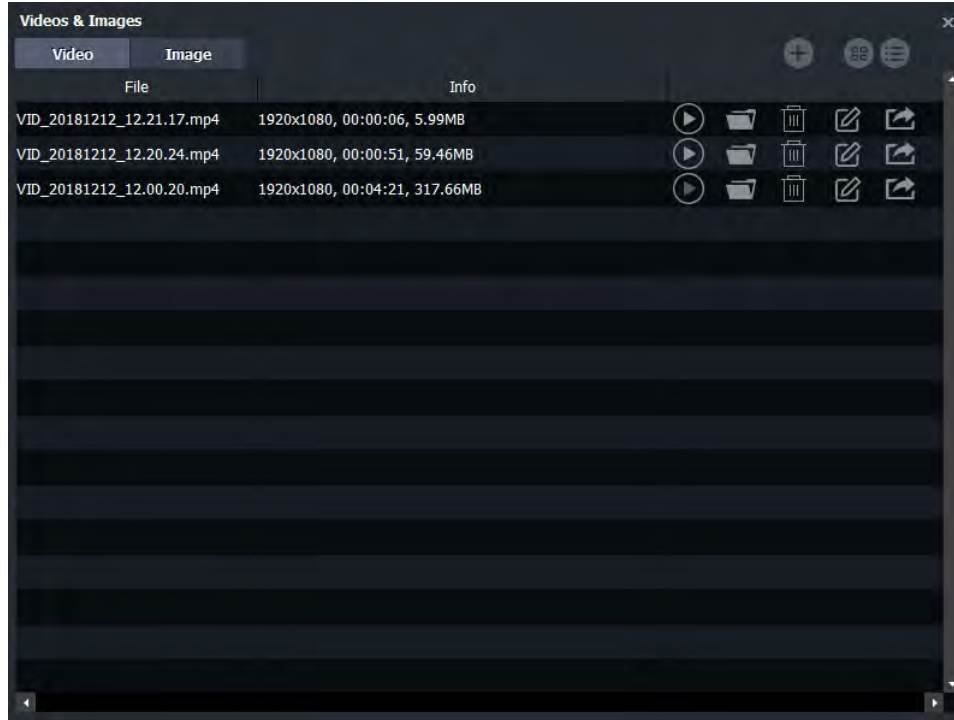 Videos & Images
Video Image
File Info
VID_20181212_12.21.17.mp4 1920x1080, 00:00:06, 5.99MB
VID_20181212_12.20.24.mp4 1920x1080, 00:00:51, 59.46MB
VID_20181212_12.00.20.mp4 1920x1080, 00:04:21, 317.66MB